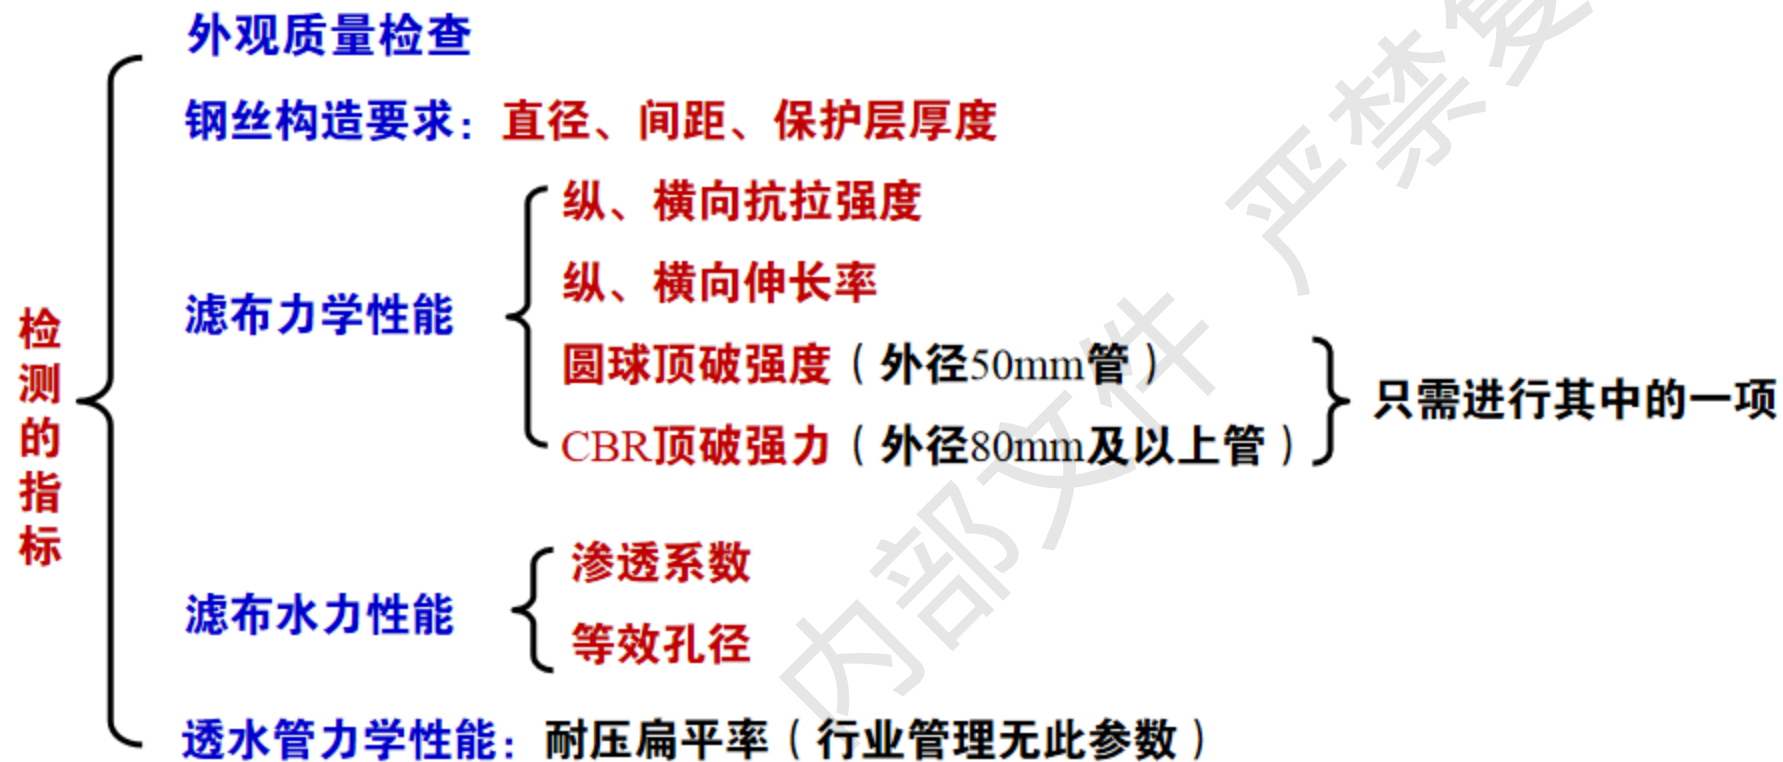 检测的指标
外观质量检查
钢丝构造要求：直径、间距、保护层厚度
滤布力学性能
纵、横向抗拉强度
纵、横向伸长率
圆球顶破强度（外径50mm管）
CBR顶破强力（外径80mm及以上管）
只需进行其中的一项
滤布水力性能
渗透系数
等效孔径
透水管力学性能：耐压扁平率（行业管理无此参数）
内部文件 严禁复